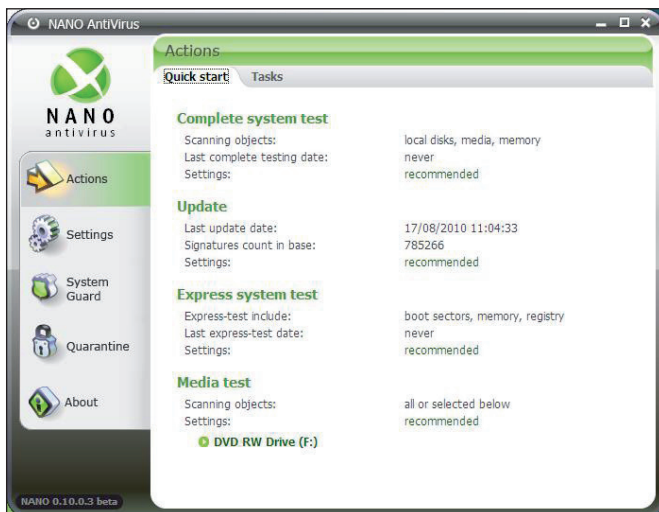 NANO AntiVirus
NANO
antivirus
Actions
Settings
System
Guard
Quarantine
About
NANO 0.10.0.3 beta
Actions
Quick start Tasks
Complete system test
Scanning objects: local disks, media, memory
Last complete testing date: never
Settings: recommended
Update
Last update date: 17/08/2010 11:04:33
Signatures count in base: 785266
Settings: recommended
Express system test
Express-test include: boot sectors, memory, registry
Last express-test date: never
Settings: recommended
Media test
Scanning objects: all or selected below
Settings: recommended
DVD RW Drive (F:)